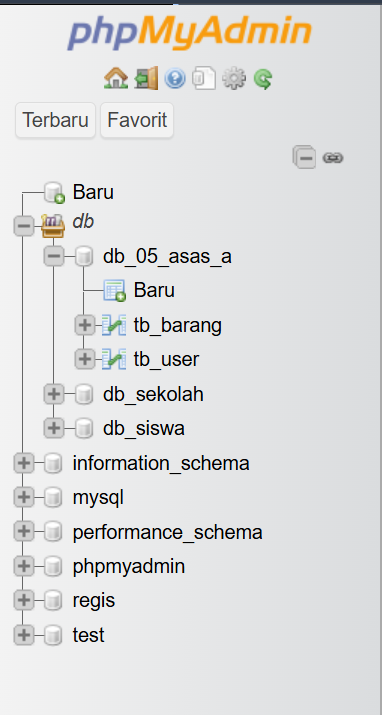 phpMyAdmin
Terbaru Favorit
Baru
db
db_05_asas_a
Baru
tb_barang
tb_user
db_sekolah
db_siswa
information_schema
mysql
performance_schema
phpmyadmin
regis
test